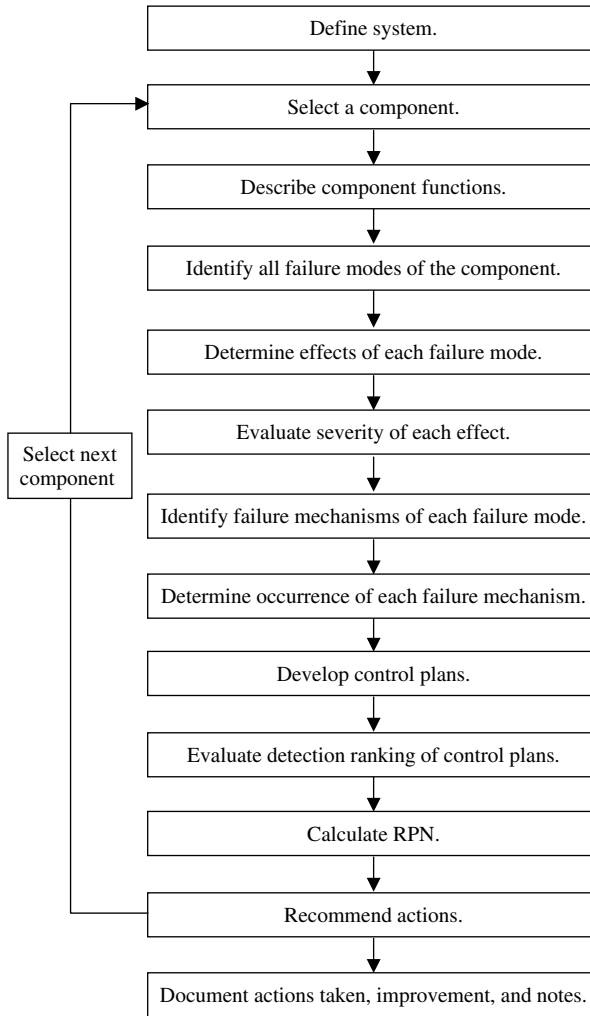 Define system.
Select a component.
Describe component functions.
Identify all failure modes of the component.
Determine effects of each failure mode.
Evaluate severity of each effect.
Select next
component
Identify failure mechanisms of each failure mode.
Determine occurrence of each failure mechanism.
Develop control plans.
Evaluate detection ranking of control plans.
Calculate RPN.
Recommend actions.
Document actions taken, improvement, and notes.